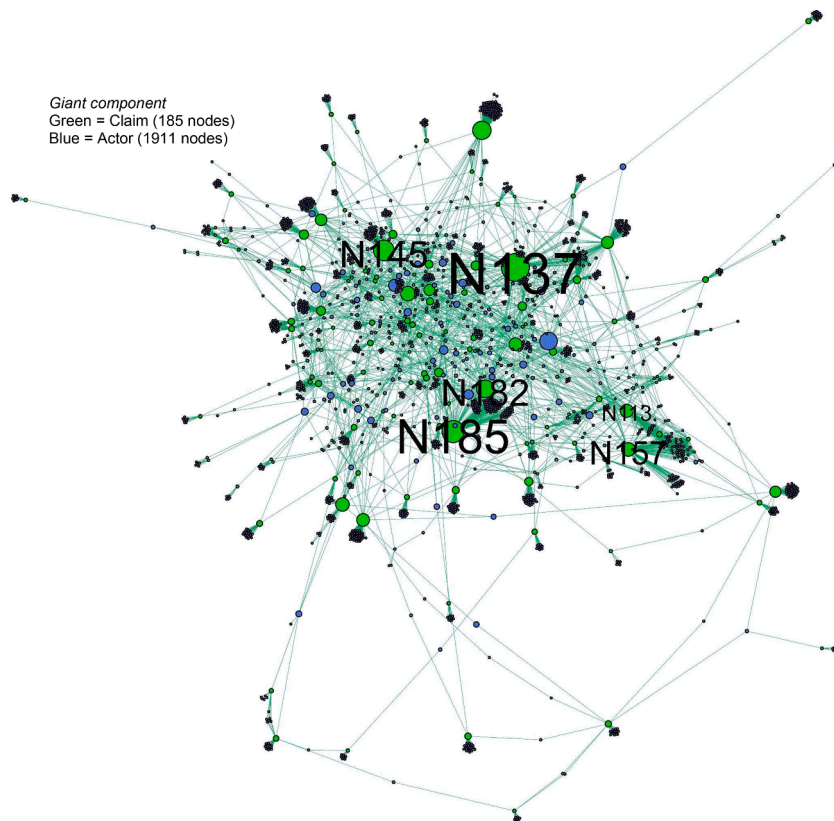 Giant component
Green = Claim (185 nodes)
Blue = Actor (1911 nodes)
N145
N137
N182
N113
N185
N157